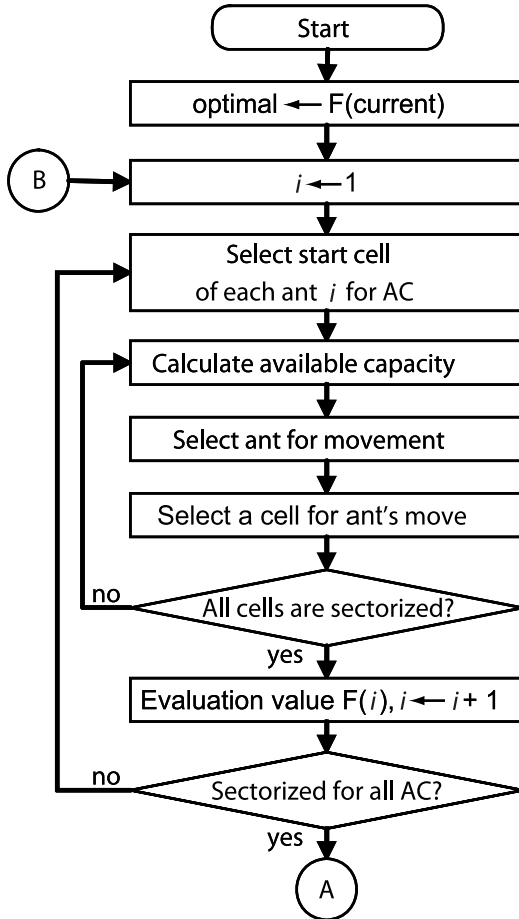 Start
optimal ← F(current)
B
i ← 1
Select start cell
of each ant i for AC
Calculate available capacity
Select ant for movement
Select a cell for ant's move
no
All cells are sectorized?
yes
Evaluation value F(i), i ← i + 1
no
Sectorized for all AC?
yes
A